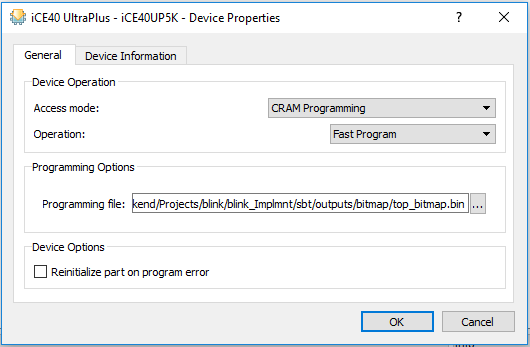 iCE40 UltraPlus - iCE40UP5K - Device Properties ?
General Device Information
Device Operation
Access mode: CRAM Programming
Operation: Fast Program
Programming Options
Programming file: kend/Projects/blink/blink_Implmnt/sbt/outputs/bitmap/top_bitmap.bin ...
Device Options
Reinitialize part on program error
OK Cancel